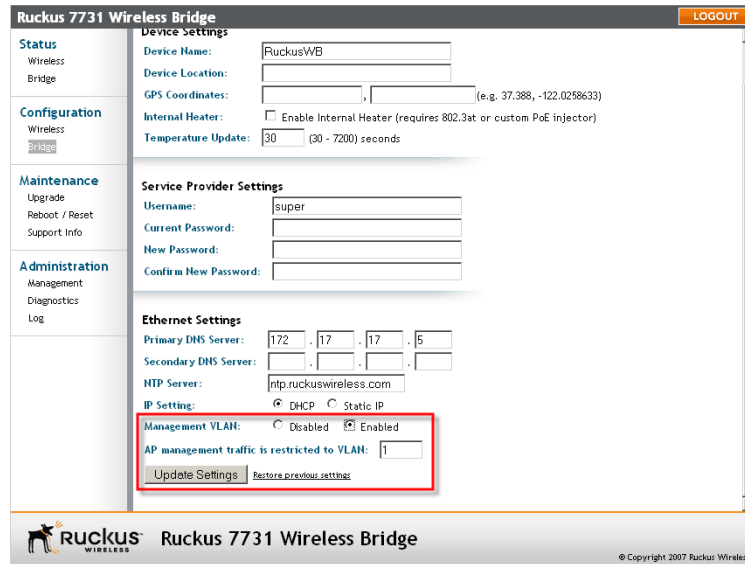 Ruckus 7731 Wireless Bridge
LOGOUT
Status
Wireless
Bridge
Configuration
Wireless
Bridge
Maintenance
Upgrade
Reboot / Reset
Support Info
Administration
Management
Diagnostics
Log
Device Settings
Device Name: RuckusWB
Device Location:
GPS Coordinates: , (e.g. 37.388, -122.0258633)
Internal Heater: Enable Internal Heater (requires 802.3at or custom PoE injector)
Temperature Update: 30 (30 - 7200) seconds
Service Provider Settings
Username: super
Current Password:
New Password:
Confirm New Password:
Ethernet Settings
Primary DNS Server: 172 . 17 . 17 . 5
Secondary DNS Server: . . .
NTP Server: ntp.ruckuswireless.com
IP Setting: DHCP Static IP
Management VLAN: Disabled Enabled
AP management traffic is restricted to VLAN: 1
Update Settings Restore previous settings
Ruckus WIRELESS Ruckus 7731 Wireless Bridge
© Copyright 2007 Ruckus Wireles